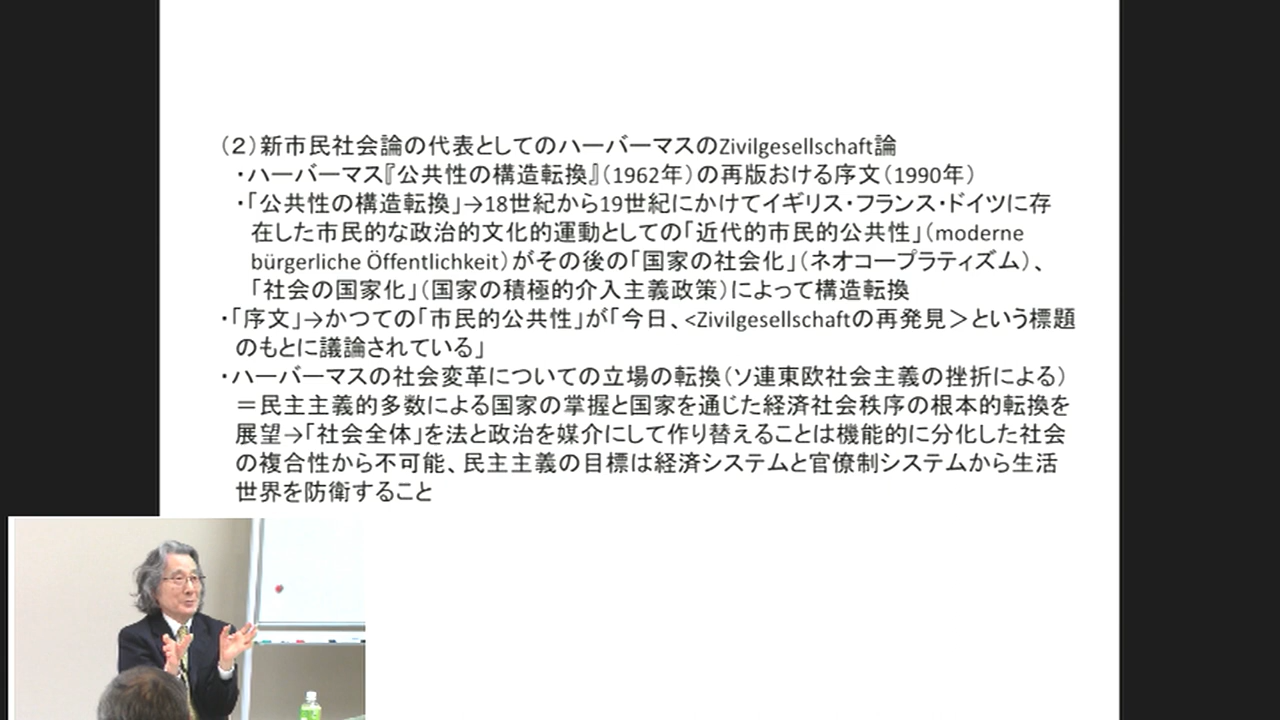 （２）新市民社会論の代表としてのハーバーマスのZivilgesellschaft論
・ハーバーマス『公共性の構造転換』（1962年）の再版おける序文（1990年）
・「公共性の構造転換」→18世紀から19世紀にかけてイギリス・フランス・ドイツに存
在した市民的な政治的文化的運動としての「近代的市民的公共性」（moderne
bürgerliche Öffentlichkeit）がその後の「国家の社会化」（ネオコープラティズム）、
「社会の国家化」（国家の積極的介入主義政策）によって構造転換
・「序文」→かつての「市民的公共性」が「今日、<Zivilgesellschaftの再発見＞という標題
のもとに議論されている」
・ハーバーマスの社会変革についての立場の転換（ソ連東欧社会主義の挫折による）
＝民主主義的多数による国家の掌握と国家を通じた経済社会秩序の根本的転換を
展望→「社会全体」を法と政治を媒介にして作り替えることは機能的に分化した社会
の複合性から不可能、民主主義の目標は経済システムと官僚制システムから生活
世界を防衛すること